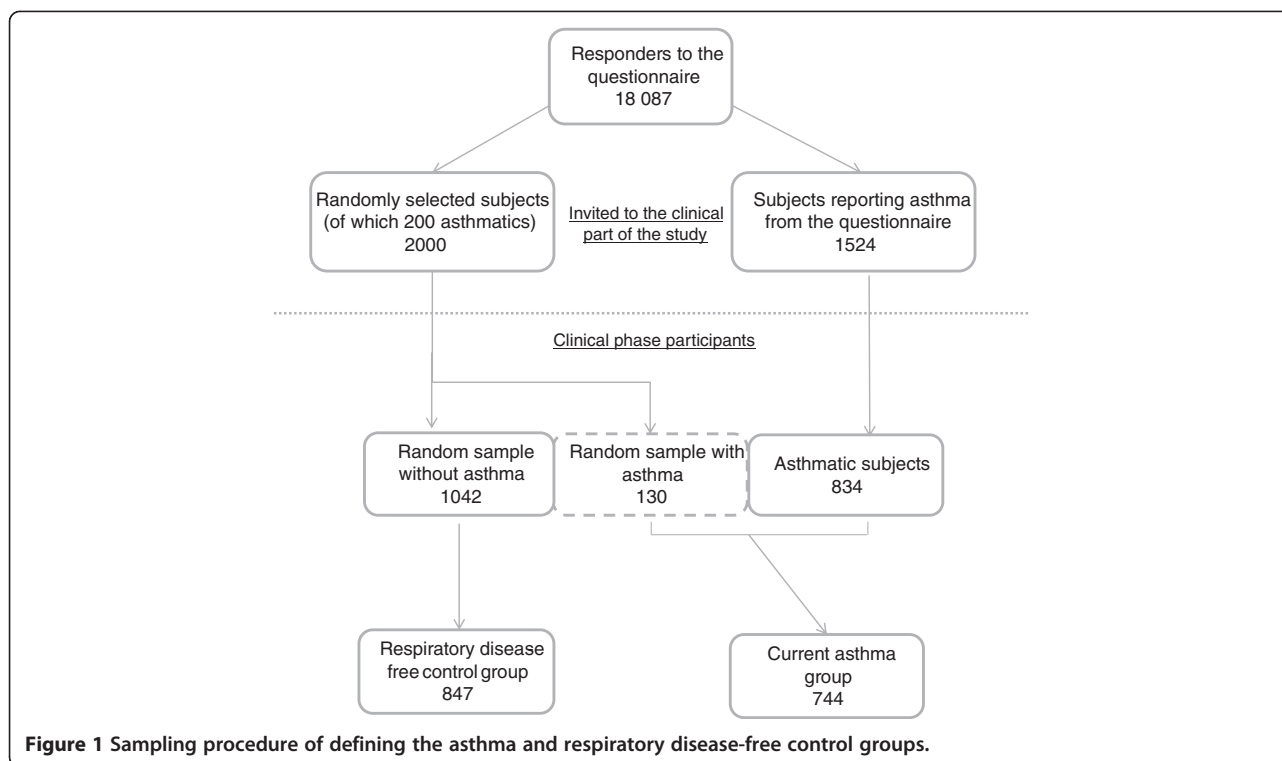 Responders to the
questionnaire
18 087
Randomly selected subjects
(of which 200 asthmatics)
2000
Invited to the clinical
part of the study
Subjects reporting asthma
from the questionnaire
1524
Clinical phase participants
Random sample
without asthma
1042
Random sample with
asthma
130
Asthmatic subjects
834
Respiratory disease
free control group
847
Current asthma
group
744
Figure 1 Sampling procedure of defining the asthma and respiratory disease-free control groups.